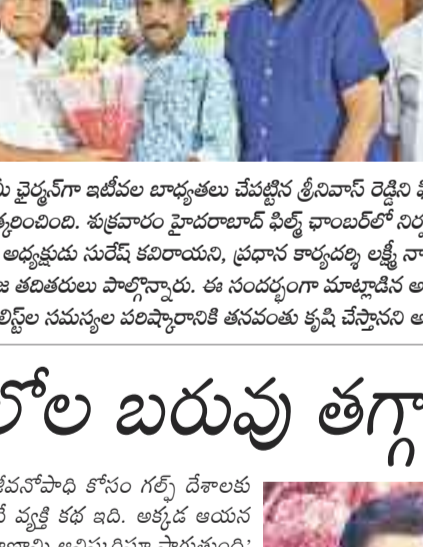 ఛైర్మన్‌గా ఇటీవల బాధ్యతలు చేపట్టిన శ్రీనివాస్ రెడ్డిని
త్కరించింది. శుక్రవారం హైదరాబాద్ ఫిల్మ్ ఛాంబర్‌లో
అధ్యక్షుడు సురేష్ కవిరాయని, ప్రధాన కార్యదర్శి లక్ష్మీ నా
తదితరులు పాల్గొన్నారు. ఈ సందర్భంగా మాట్లాడిన
లిస్ట్‌ల సమస్యల పరిష్కారానికి తనవంతు కృషి చేస్తానని
లోల బరువు తగ్గా
జీవనోపాధి కోసం గల్ఫ్ దేశాలకు
వ్యక్తి కథ ఇది. అక్కడ ఆయన